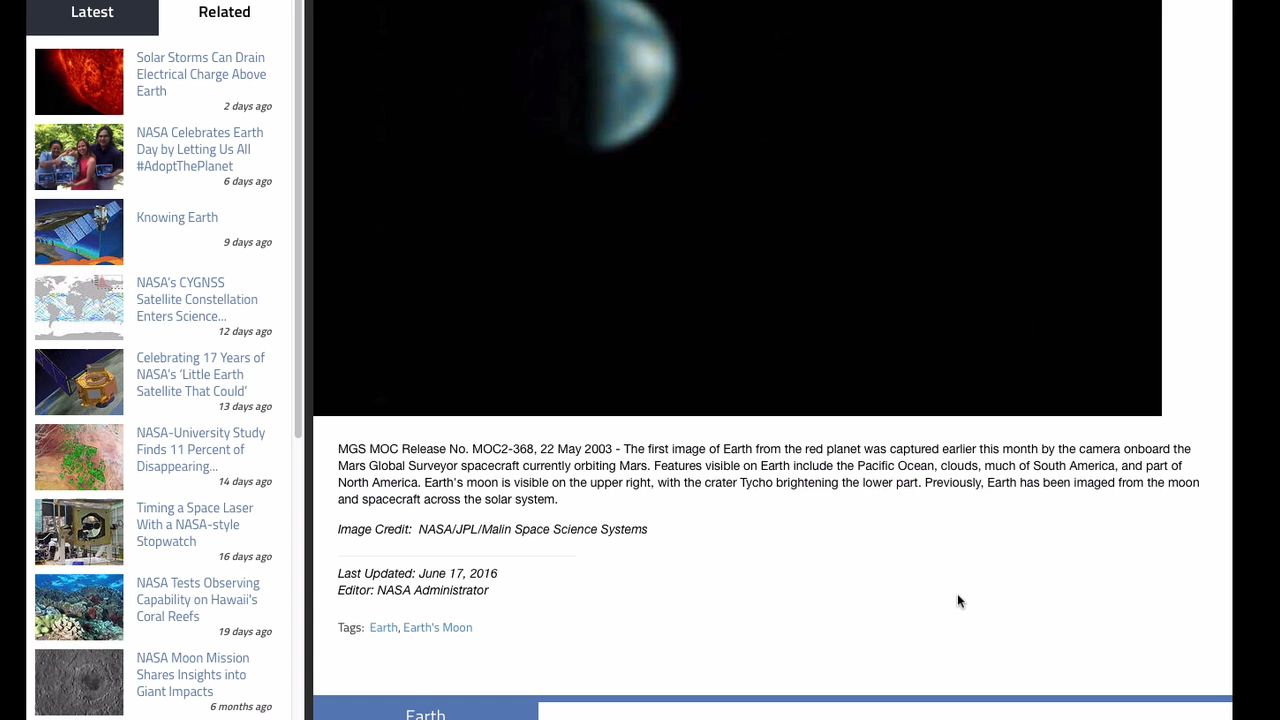 Latest
Related
Solar Storms Can Drain
Electrical Charge Above
Earth
2 days ago
NASA Celebrates Earth
Day by Letting Us All
#AdoptThePlanet
6 days ago
Knowing Earth
9 days ago
NASA's CYGNSS
Satellite Constellation
Enters Science...
12 days ago
Celebrating 17 Years of
NASA's ‘Little Earth
Satellite That Could’
13 days ago
NASA-University Study
Finds 11 Percent of
Disappearing...
14 days ago
Timing a Space Laser
With a NASA-style
Stopwatch
16 days ago
NASA Tests Observing
Capability on Hawaii's
Coral Reefs
19 days ago
NASA Moon Mission
Shares Insights into
Giant Impacts
6 months ago
MGS MOC Release No. MOC2-368, 22 May 2003 - The first image of Earth from the red planet was captured earlier this month by the camera onboard the
Mars Global Surveyor spacecraft currently orbiting Mars. Features visible on Earth include the Pacific Ocean, clouds, much of South America, and part of
North America. Earth's moon is visible on the upper right, with the crater Tycho brightening the lower part. Previously, Earth has been imaged from the moon
and spacecraft across the solar system.
Image Credit: NASA/JPL/Malin Space Science Systems
Last Updated: June 17, 2016
Editor: NASA Administrator
Tags: Earth, Earth's Moon
Earth